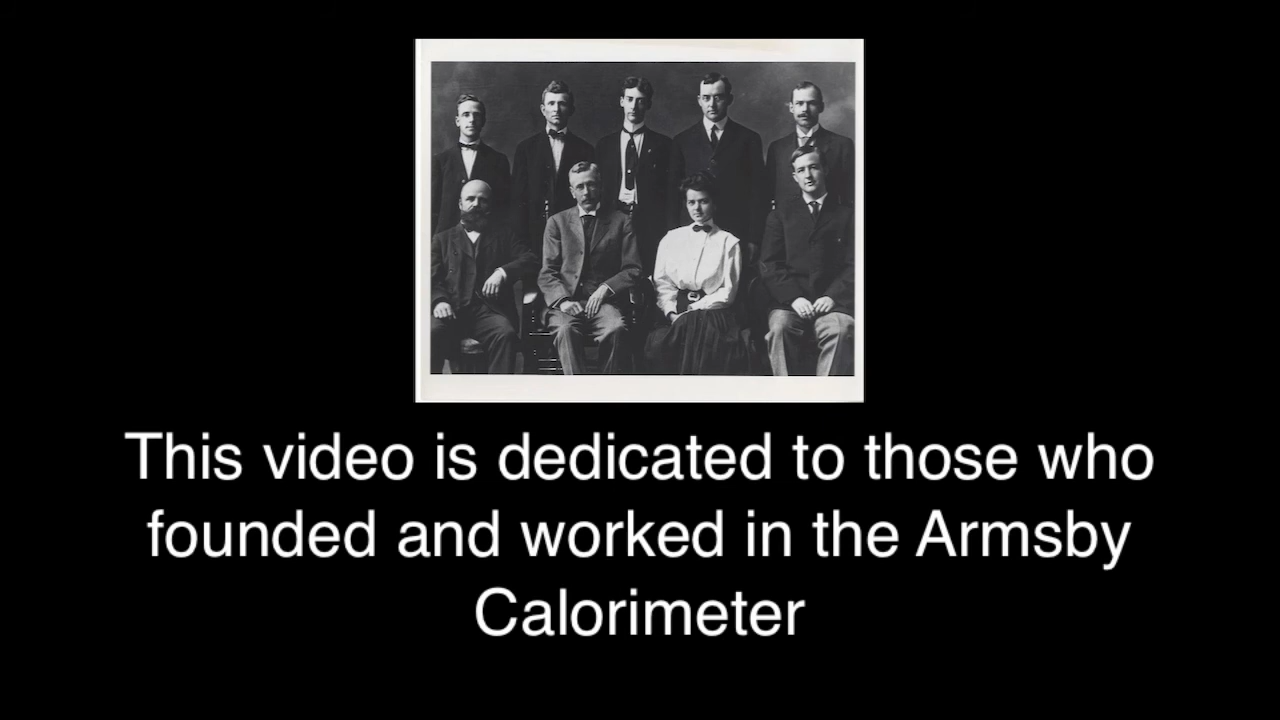 This video is dedicated to those who
founded and worked in the Armsby
Calorimeter